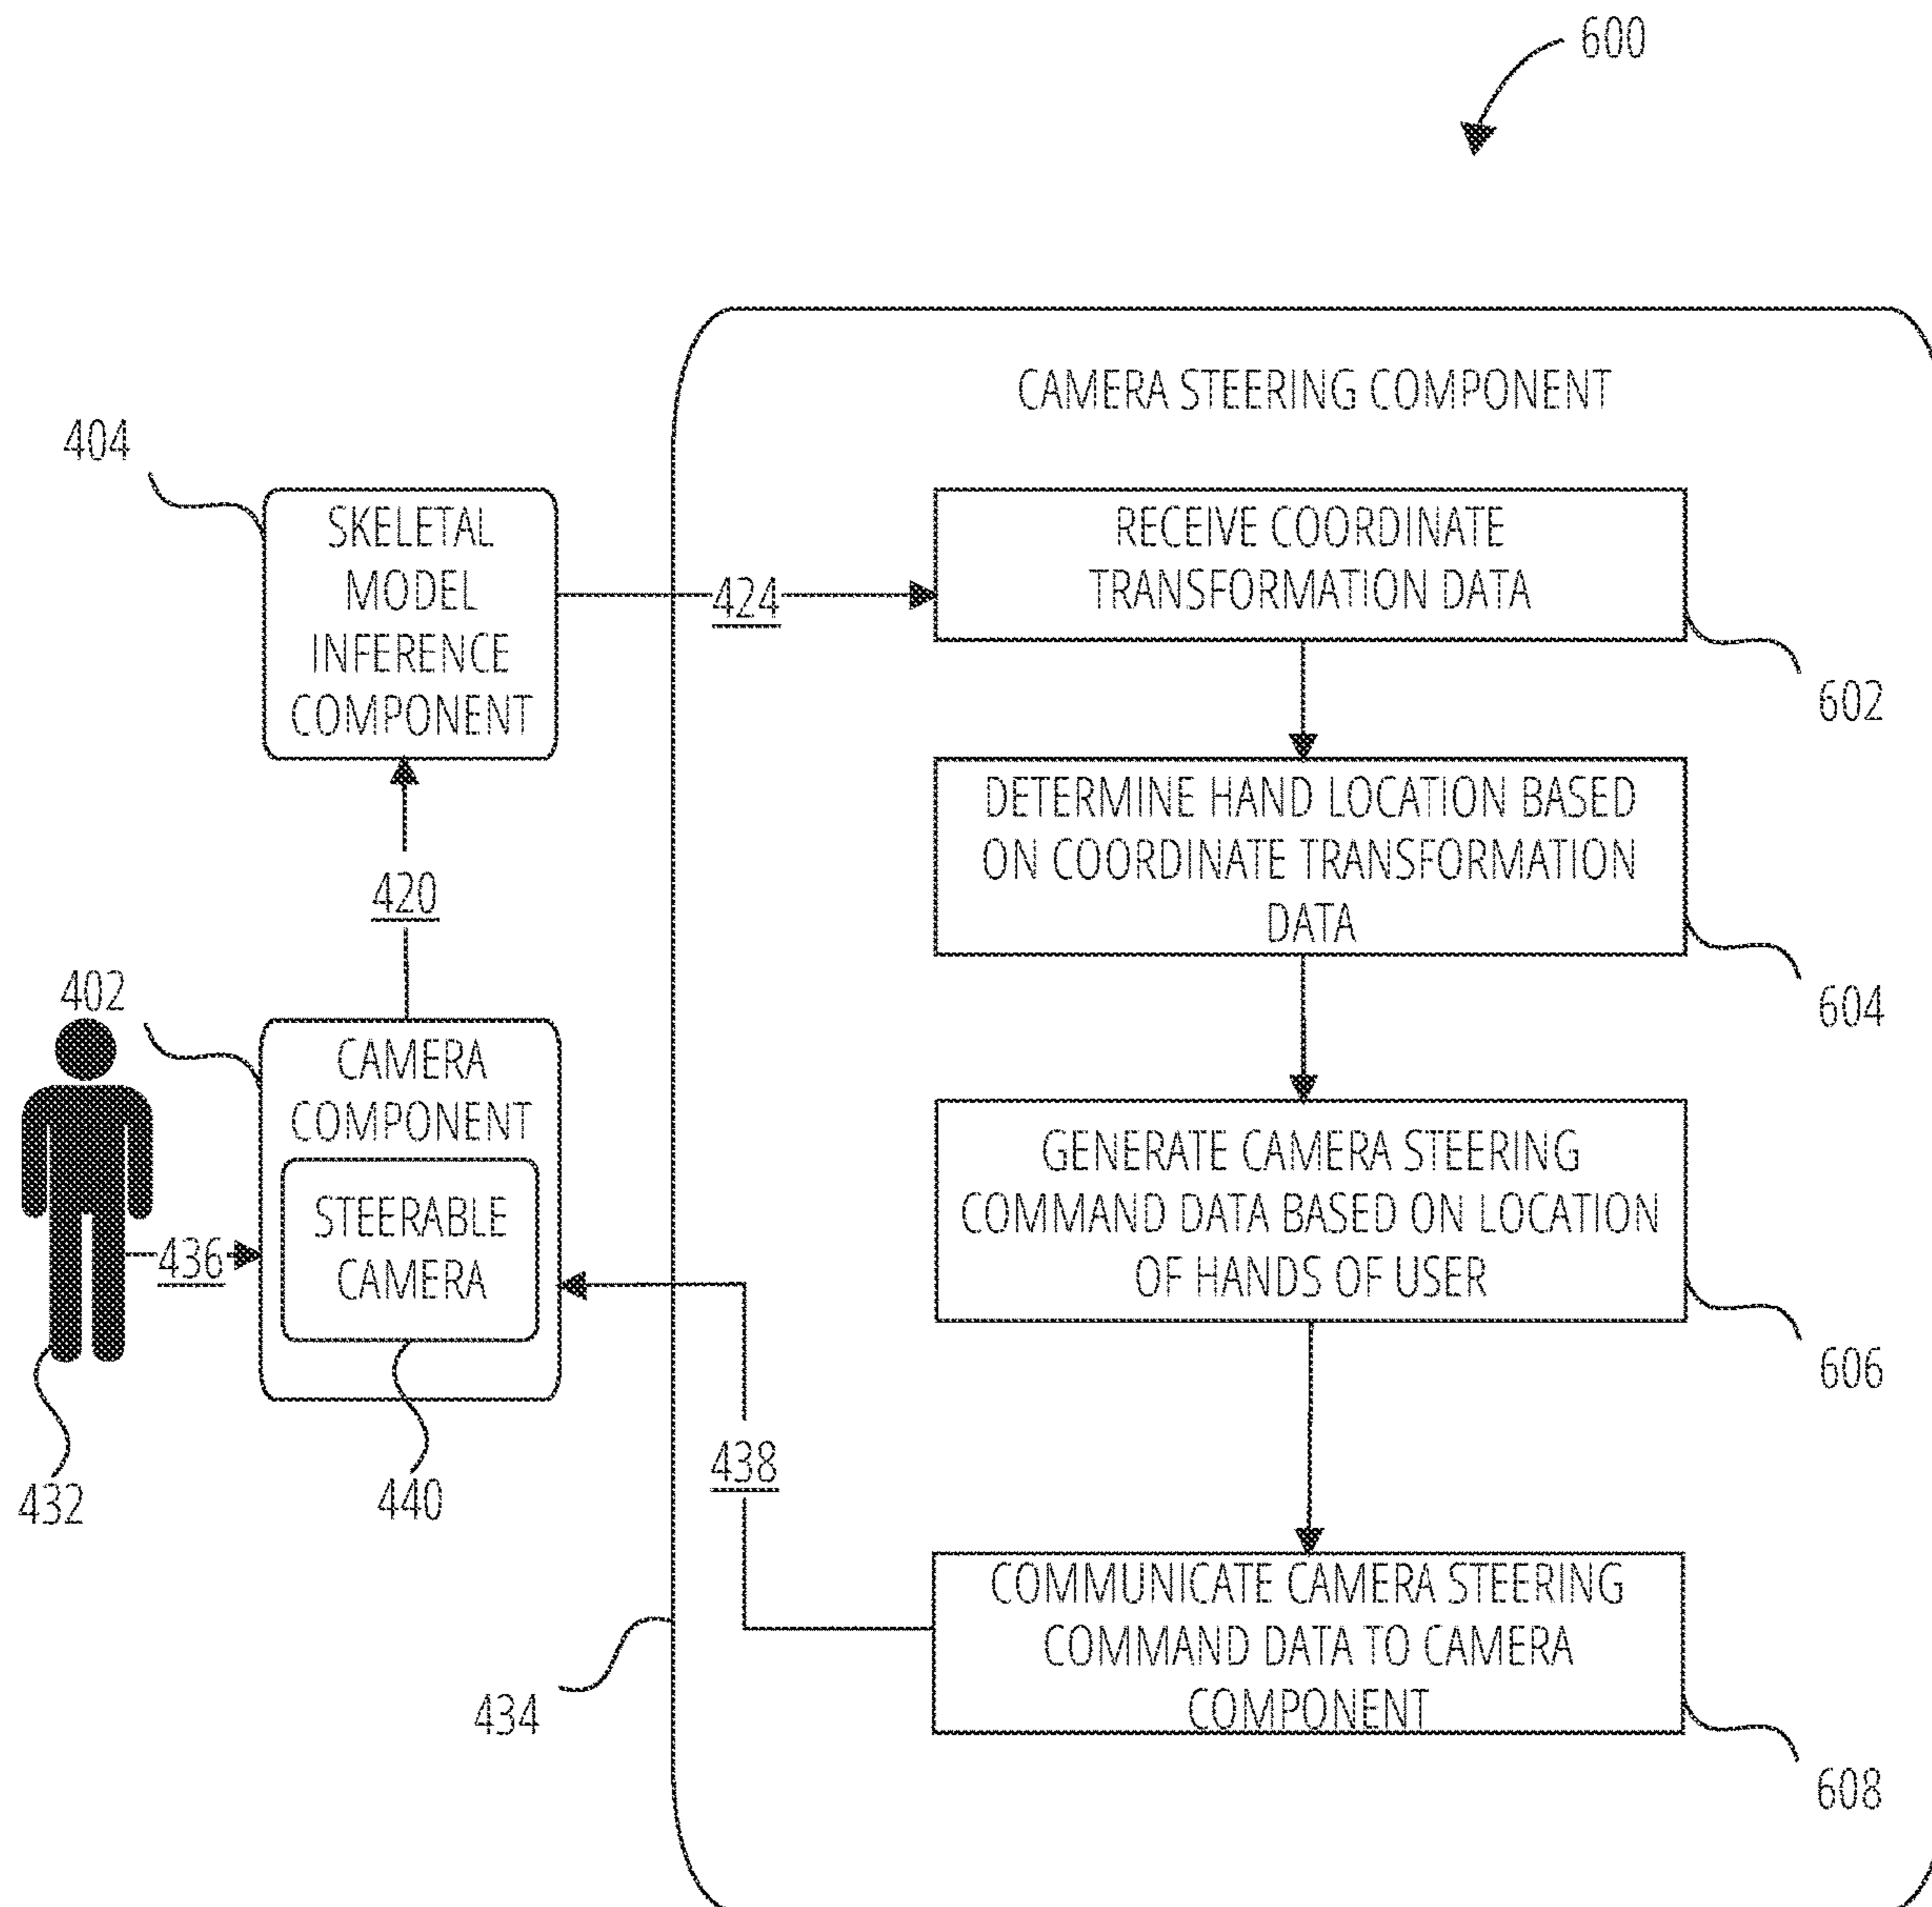 600
CAMERA STEERING COMPONENT
404
SKELETAL
MODEL
INFERENCE
COMPONENT
424
RECEIVE COORDINATE
TRANSFORMATION DATA
602
DETERMINE HAND LOCATION BASED
ON COORDINATE TRANSFORMATION
DATA
604
420
402
CAMERA
COMPONENT
STEERABLE
CAMERA
436
432
440
GENERATE CAMERA STEERING
COMMAND DATA BASED ON LOCATION
OF HANDS OF USER
606
438
434
COMMUNICATE CAMERA STEERING
COMMAND DATA TO CAMERA
COMPONENT
608